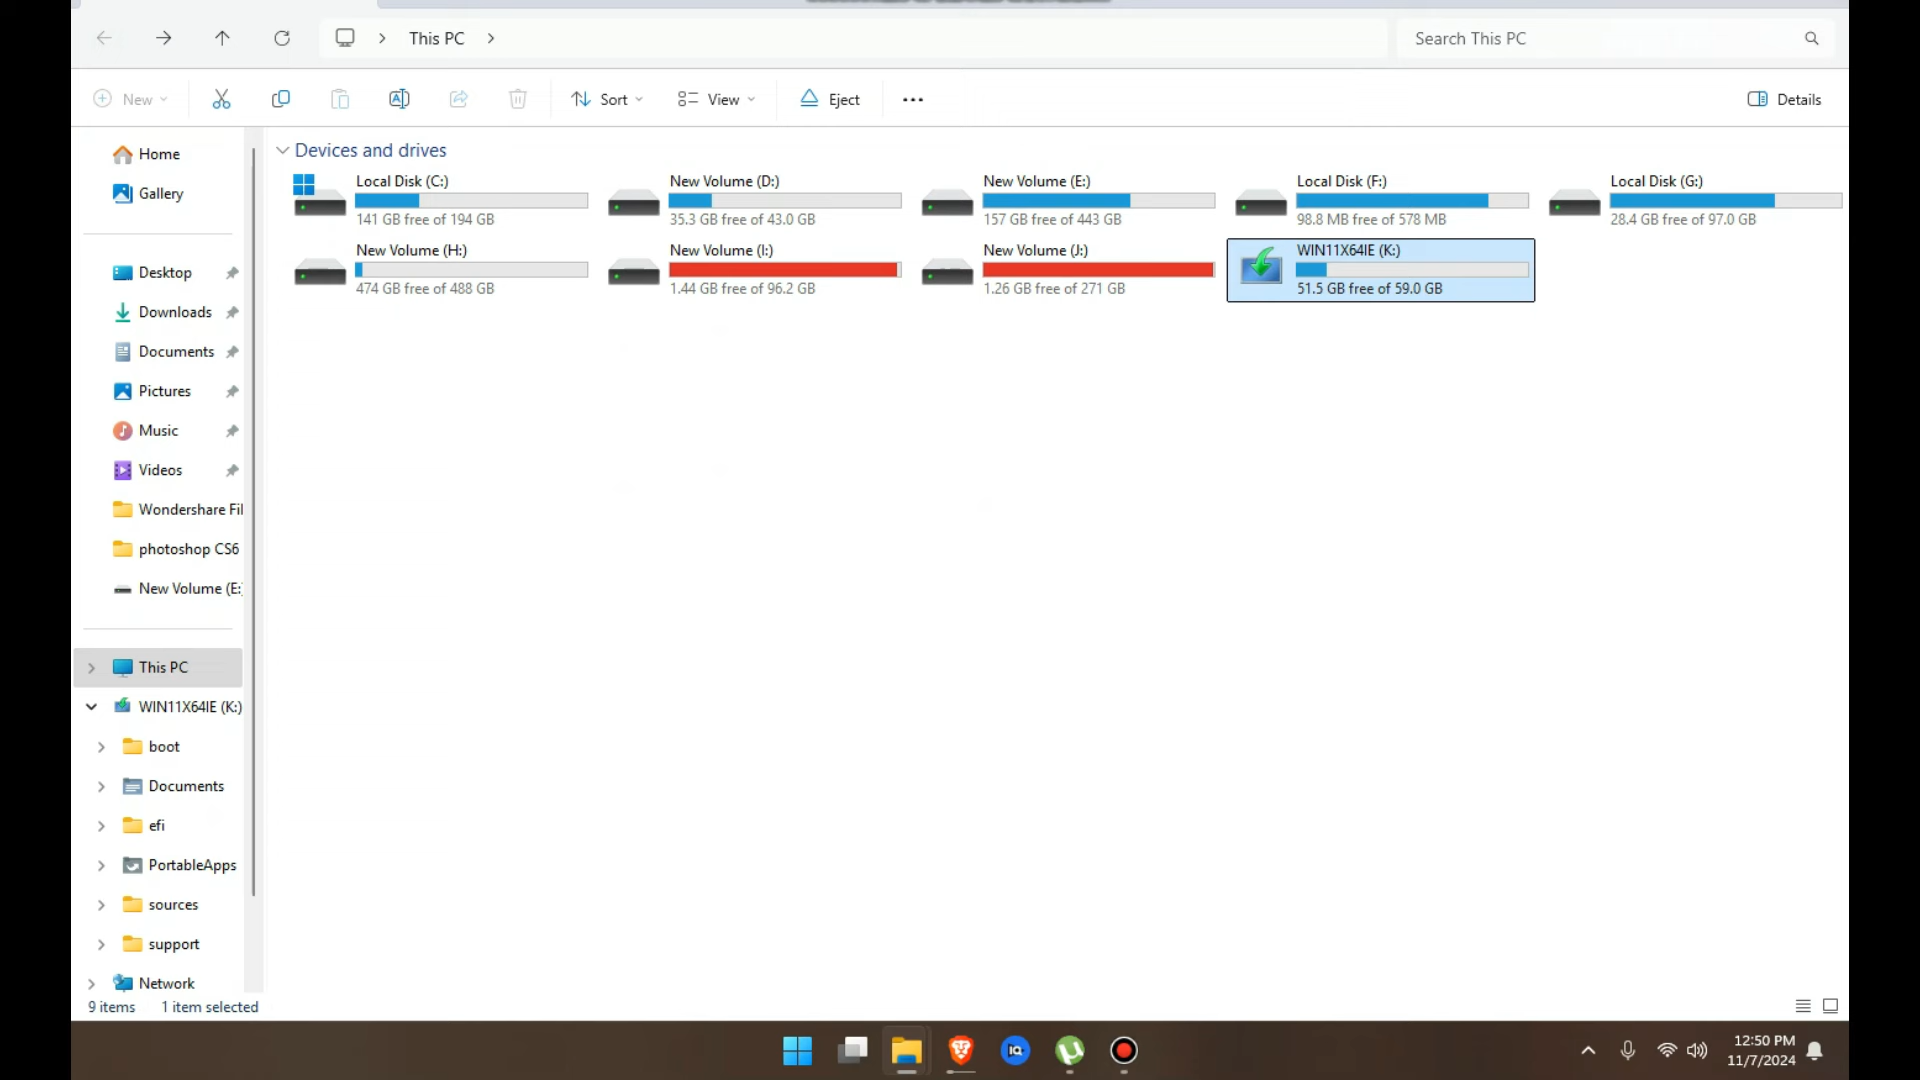 This PC
Search This PC
New
Sort
View
Eject
Details
Home
Gallery
Desktop
Downloads
Documents
Pictures
Music
Videos
Wondershare Fil
photoshop CS6
New Volume (E:)
This PC
WIN11X64IE (K:)
boot
Documents
efi
PortableApps
sources
support
Network
Devices and drives
Local Disk (C:)
141 GB free of 194 GB
New Volume (D:)
35.3 GB free of 43.0 GB
New Volume (E:)
157 GB free of 443 GB
Local Disk (F:)
98.8 MB free of 578 MB
Local Disk (G:)
28.4 GB free of 97.0 GB
New Volume (H:)
474 GB free of 488 GB
New Volume (I:)
1.44 GB free of 96.2 GB
New Volume (J:)
1.26 GB free of 271 GB
WIN11X64IE (K:)
51.5 GB free of 59.0 GB
9 items
1 item selected
IQ
12:50 PM
11/7/2024